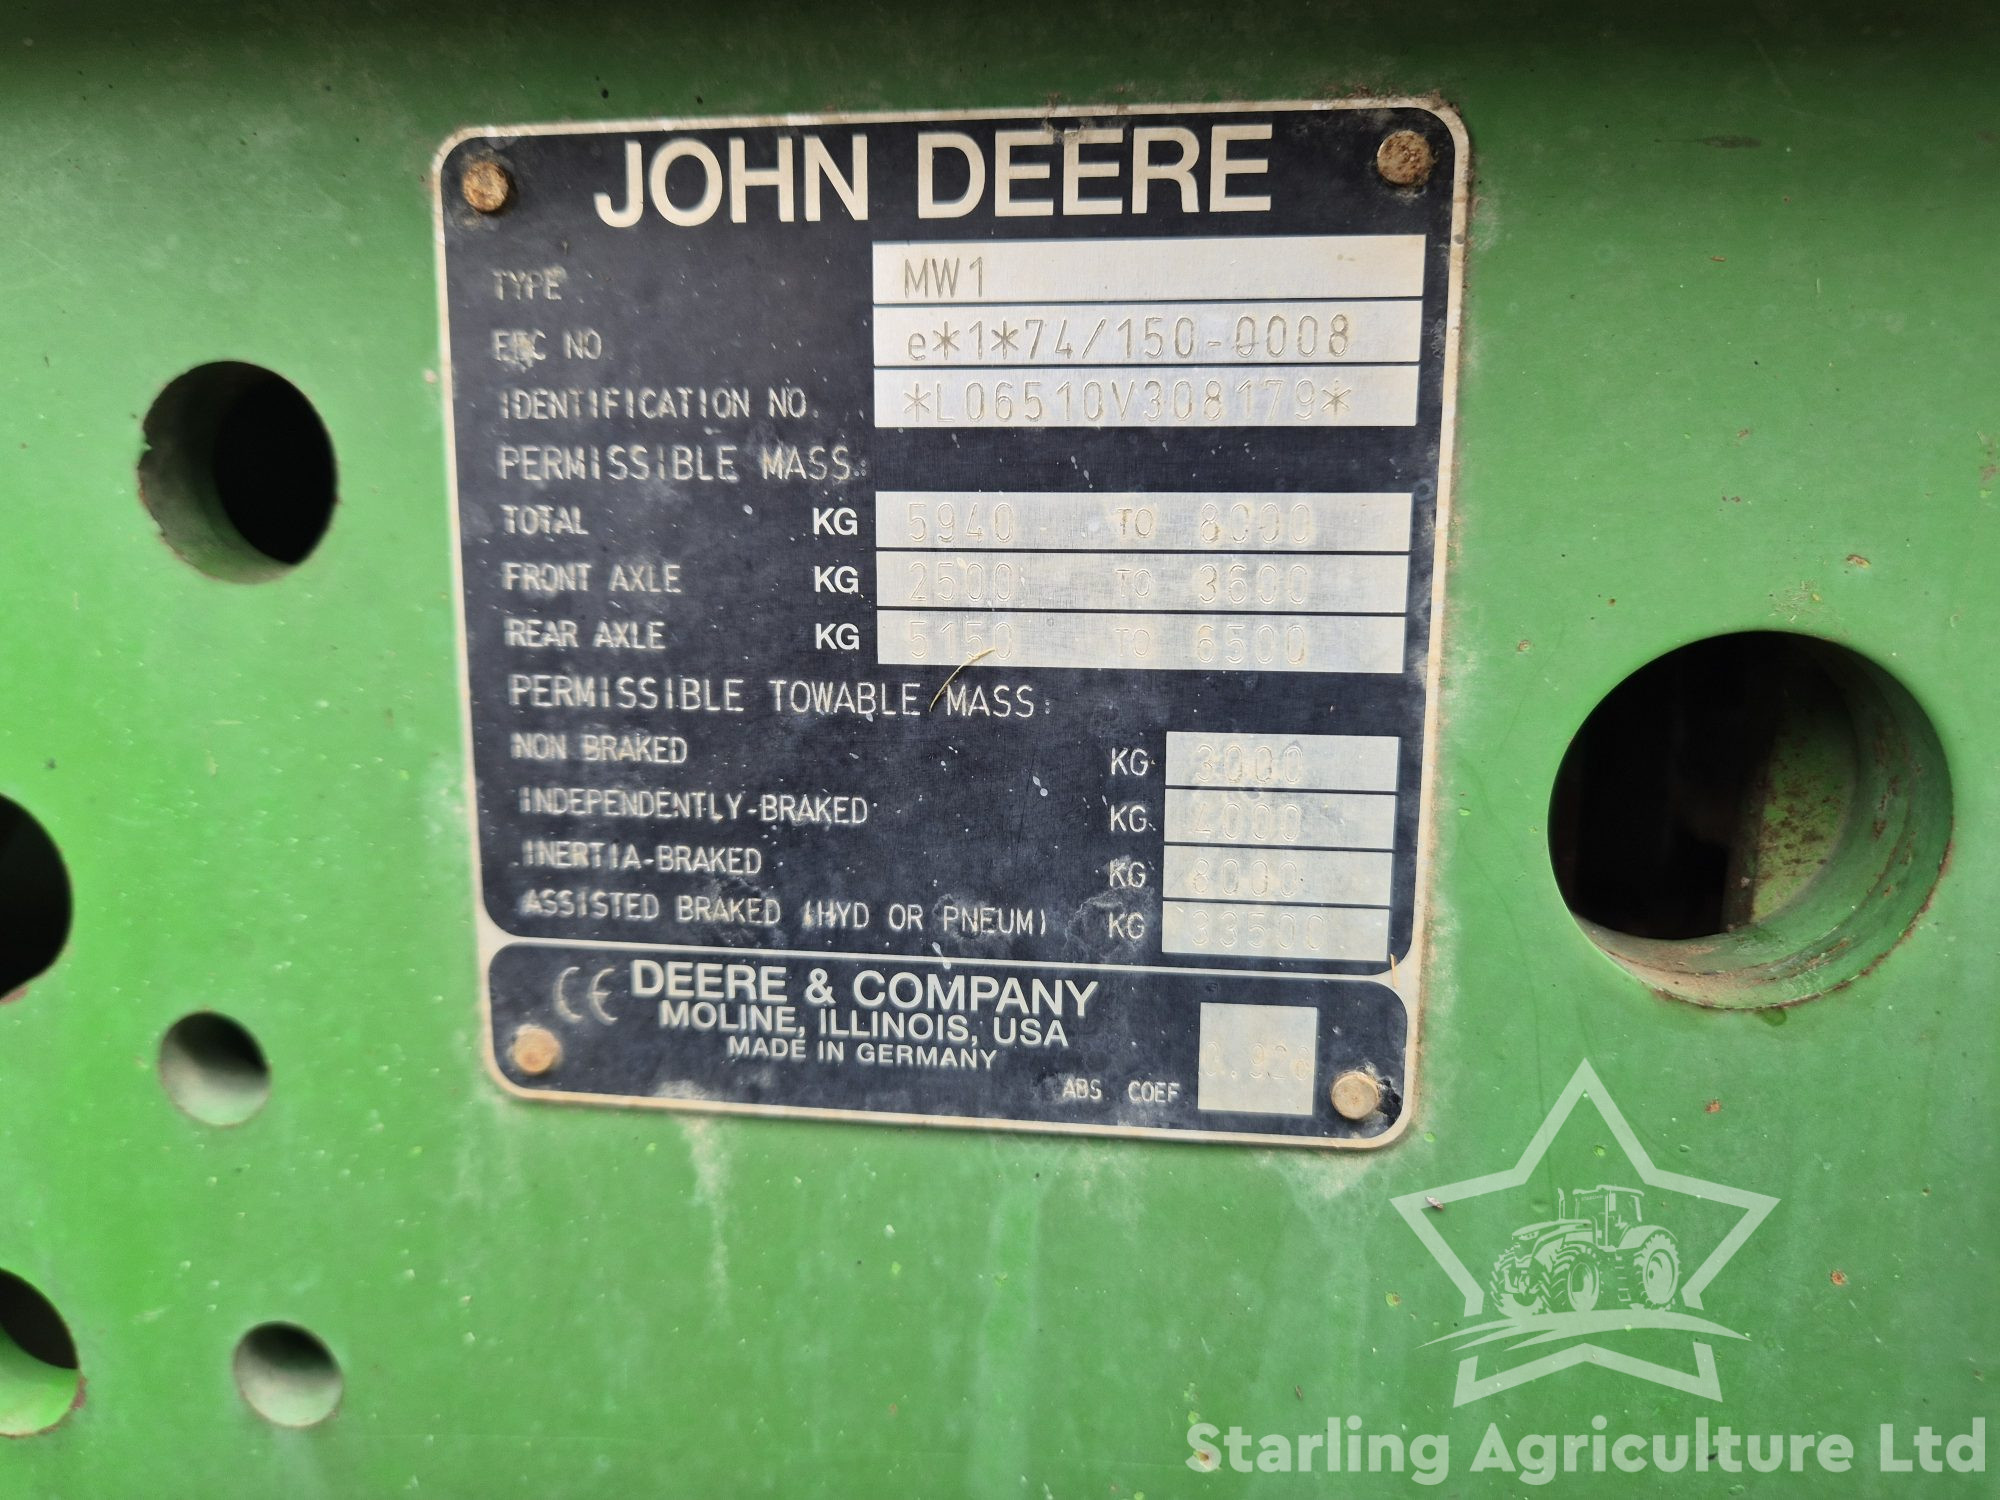 JOHN DEERE
TYPE MW1
EEC NO e*1*74/150-0008
IDENTIFICATION NO. *L06510V308179*
PERMISSIBLE MASS:
TOTAL KG 5940 TO 8000
FRONT AXLE KG 2500 TO 3600
REAR AXLE KG 5150 TO 6500
PERMISSIBLE TOWABLE MASS:
NON BRAKED KG 3000
INDEPENDENTLY-BRAKED KG 4000
INERTIA-BRAKED KG 8000
ASSISTED BRAKED (HYD OR PNEUM) KG 33500
CE DEERE & COMPANY
MOLINE, ILLINOIS, USA
MADE IN GERMANY
ABS. COEF
Starling Agriculture Ltd